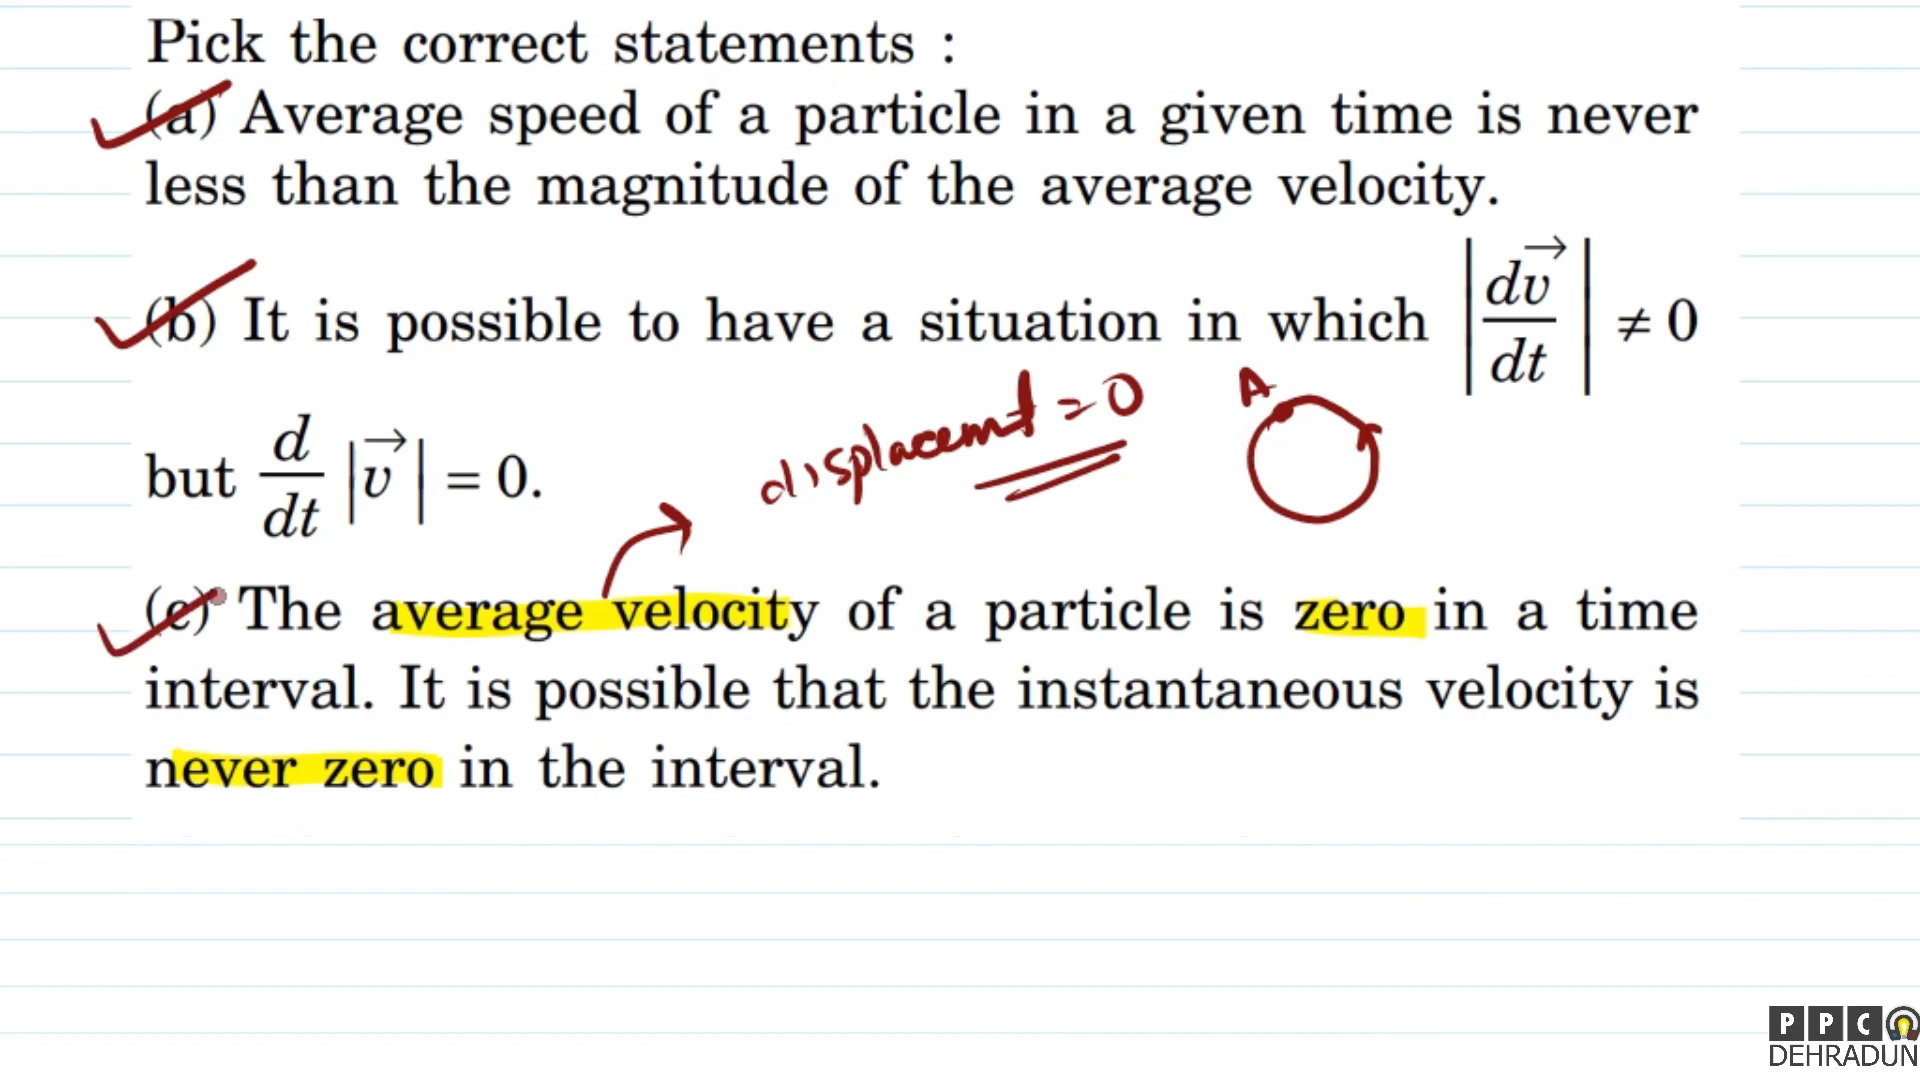 Pick the correct statements :
(a) Average speed of a particle in a given time is never
less than the magnitude of the average velocity.
(b) It is possible to have a situation in which |dv⃗/dt| ≠ 0
but d/dt |v⃗| = 0.
displacemt = 0
A
(c) The average velocity of a particle is zero in a time
interval. It is possible that the instantaneous velocity is
never zero in the interval.
PPC
DEHRADUN